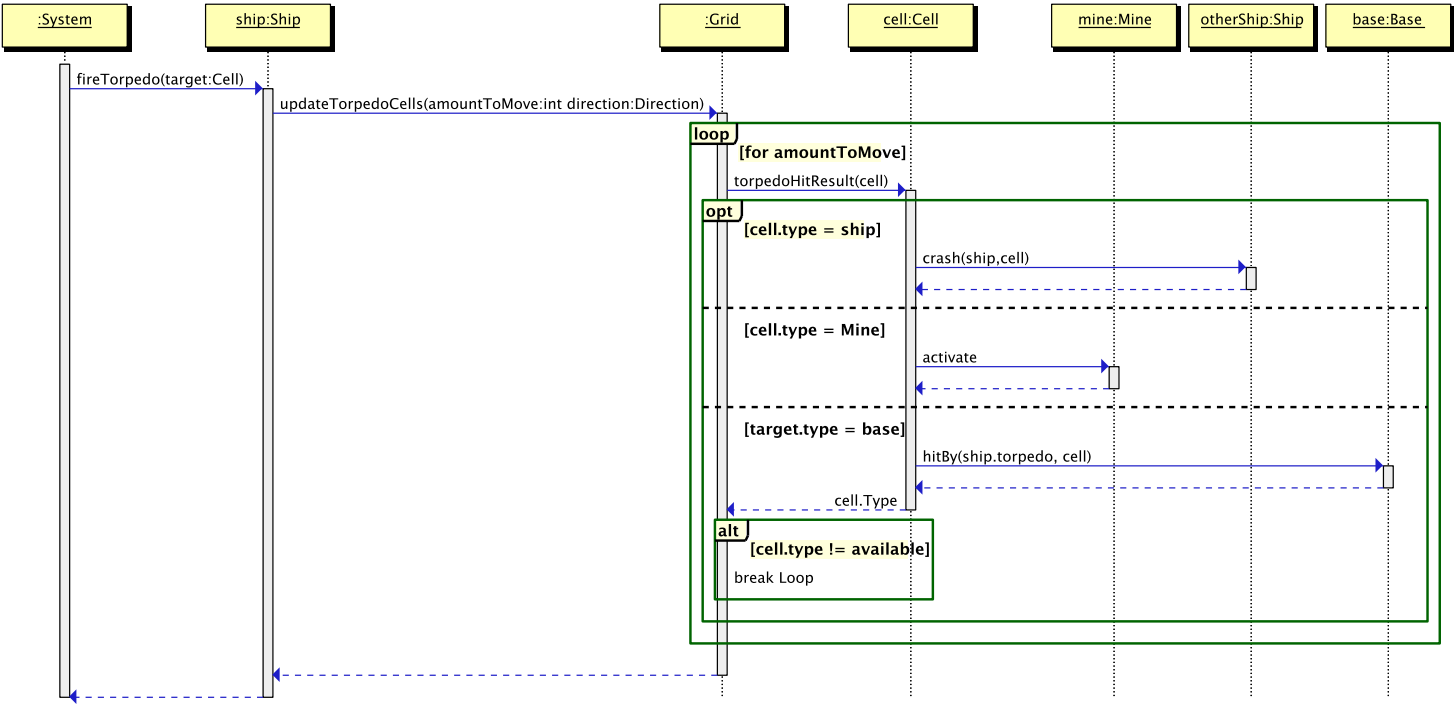 :System
ship:Ship
:Grid
cell:Cell
mine:Mine
otherShip:Ship
base:Base
fireTorpedo(target:Cell)
updateTorpedoCells(amountToMove:int direction:Direction)
loop
[for amountToMove]
torpedoHitResult(cell)
opt
[cell.type = ship]
crash(ship,cell)
[cell.type = Mine]
activate
[target.type = base]
hitBy(ship.torpedo, cell)
cell.Type
alt
[cell.type != available]
break Loop